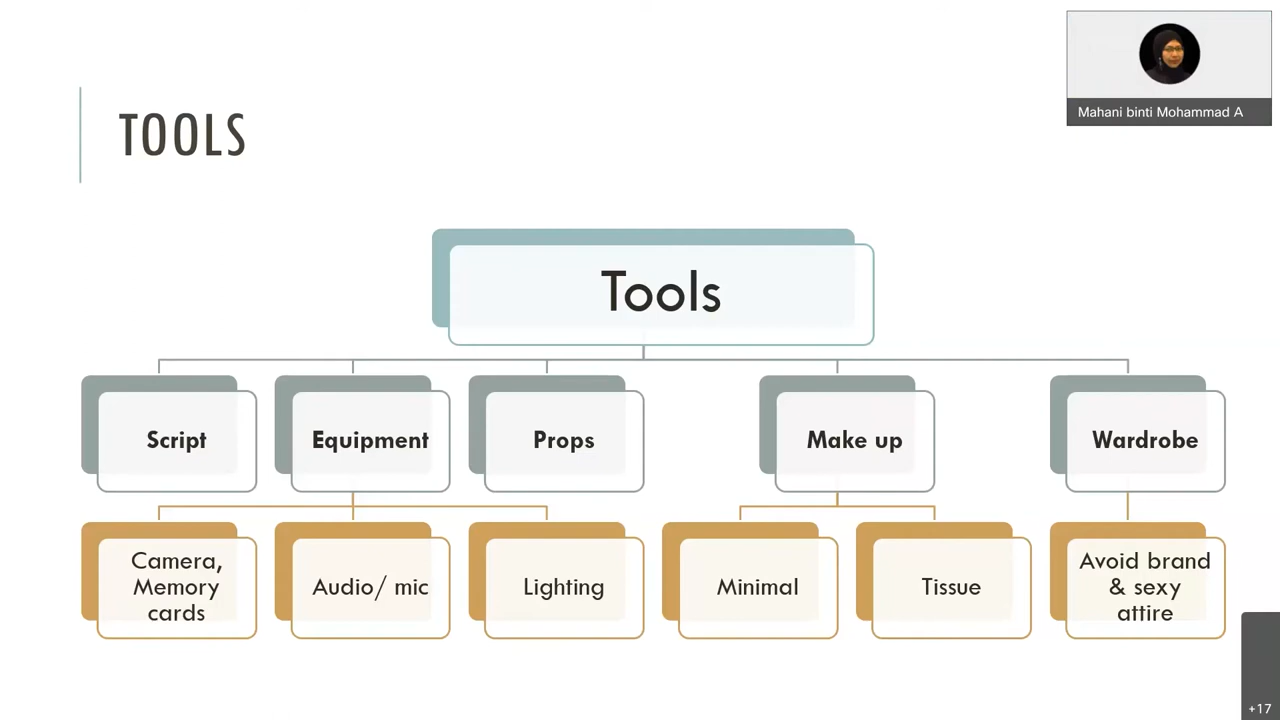 Mahani binti Mohammad A
TOOLS
Tools
Script
Equipment
Props
Make up
Wardrobe
Camera,
Memory
cards
Audio/ mic
Lighting
Minimal
Tissue
Avoid brand
& sexy
attire
+17